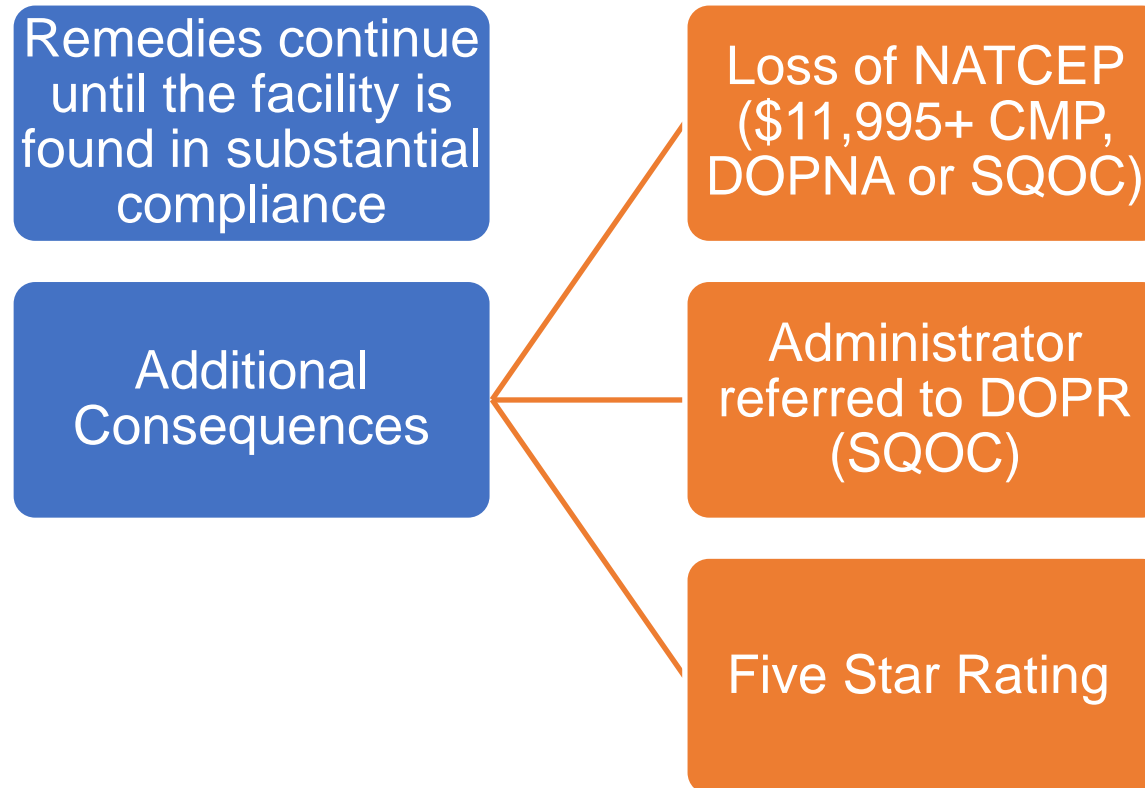 Remedies continue
until the facility is
found in substantial
compliance
Additional
Consequences
Loss of NATCEP
($11,995+ CMP,
DOPNA or SQOC)
Administrator
referred to DOPR
(SQOC)
Five Star Rating